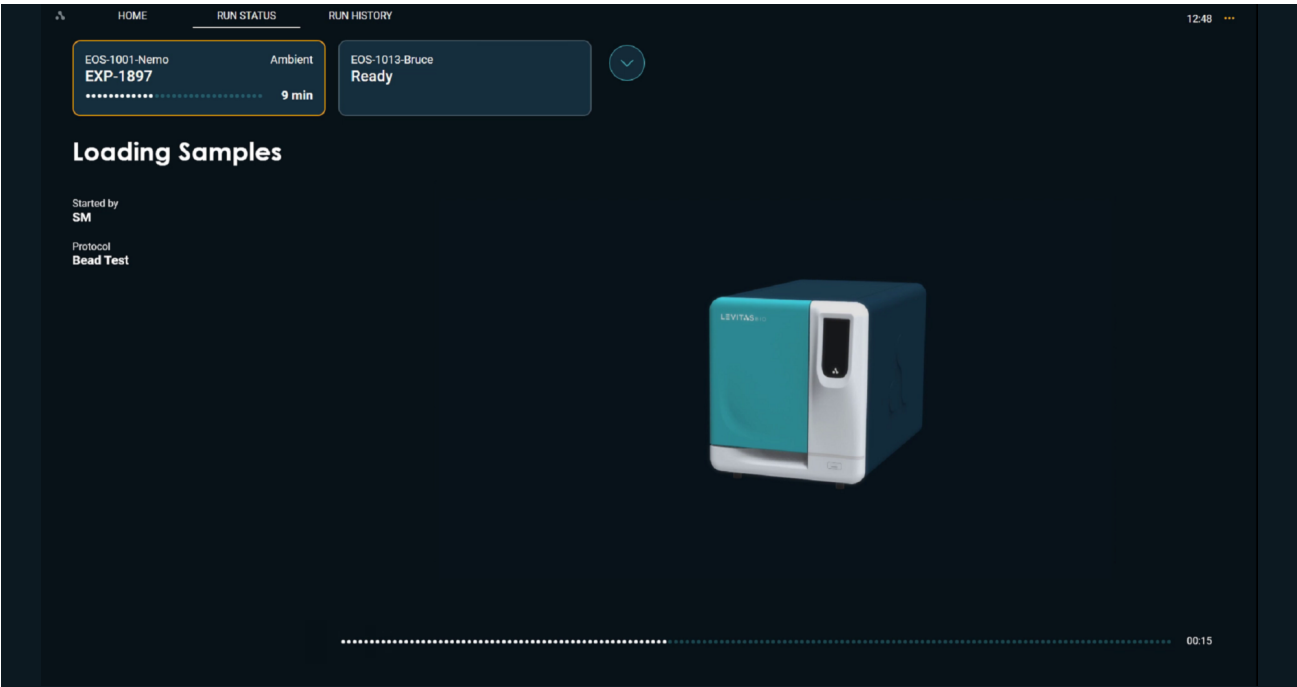 HOME
RUN STATUS
RUN HISTORY
12:48
EOS-1001-Nemo
Ambient
EXP-1897
9 min
EOS-1013-Bruce
Ready
Loading Samples
Started by
SM
Protocol
Bead Test
LEVITAS
00:15